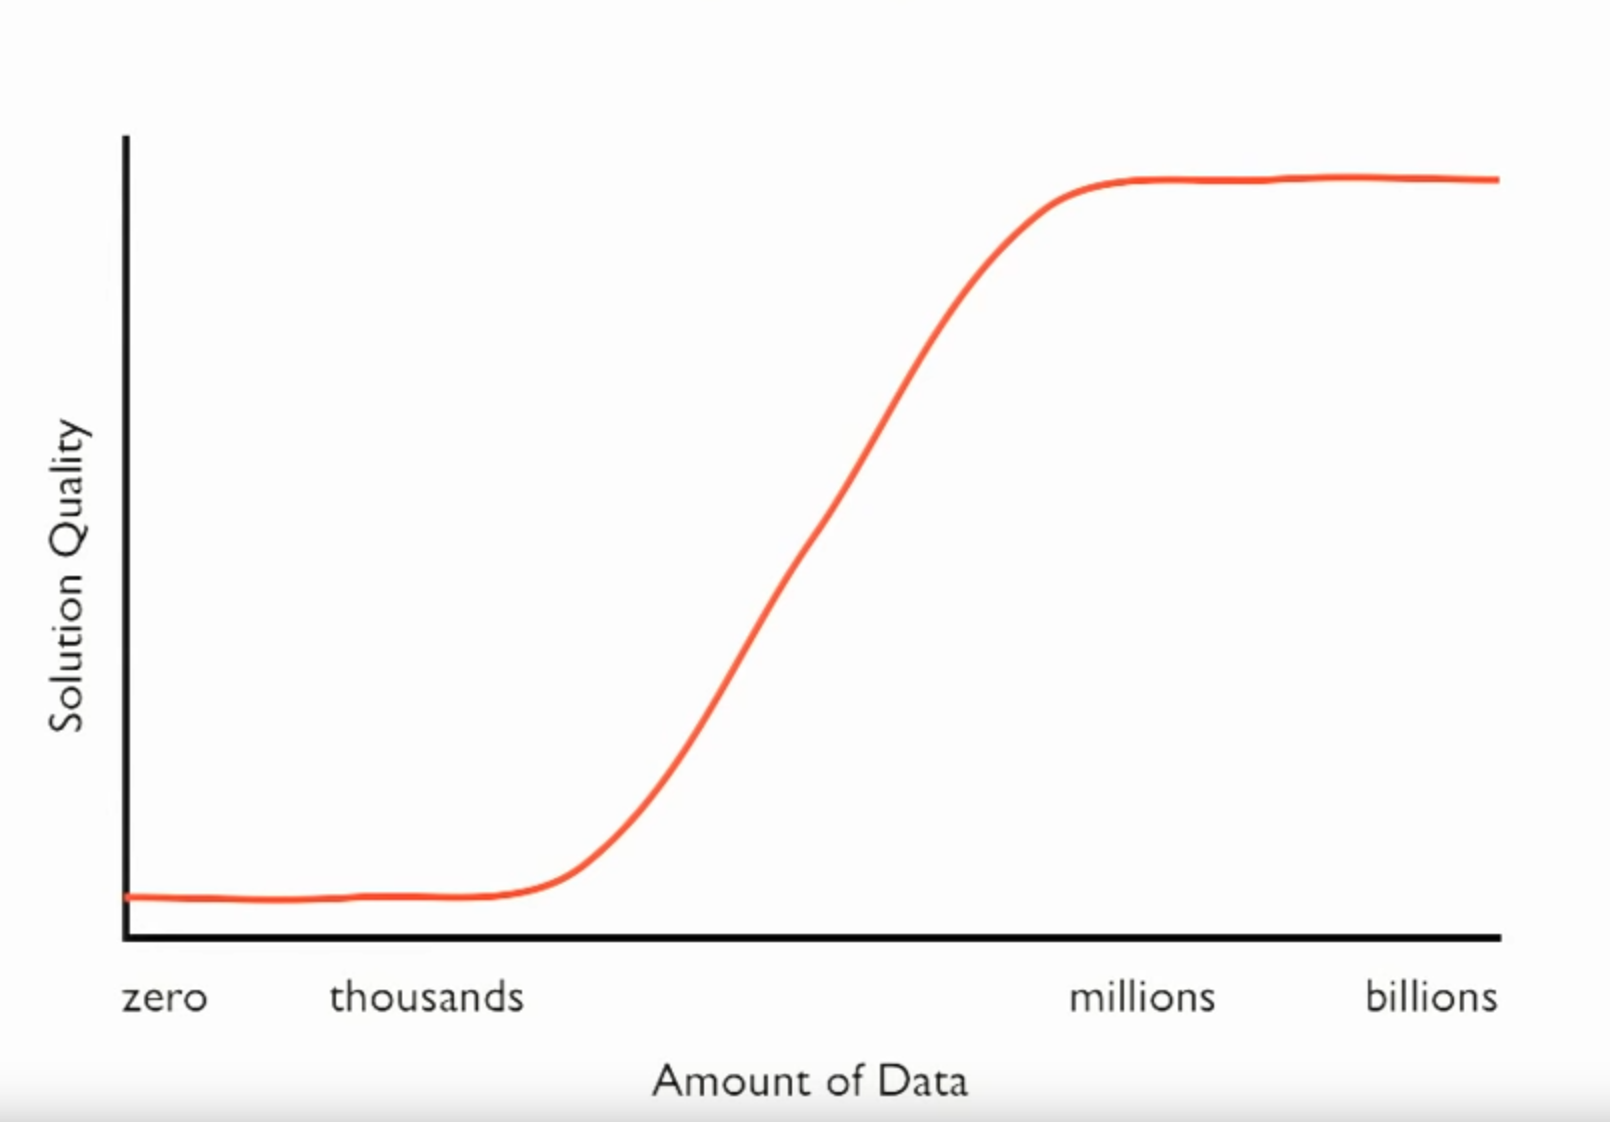 Solution Quality
zero thousands millions billions
Amount of Data